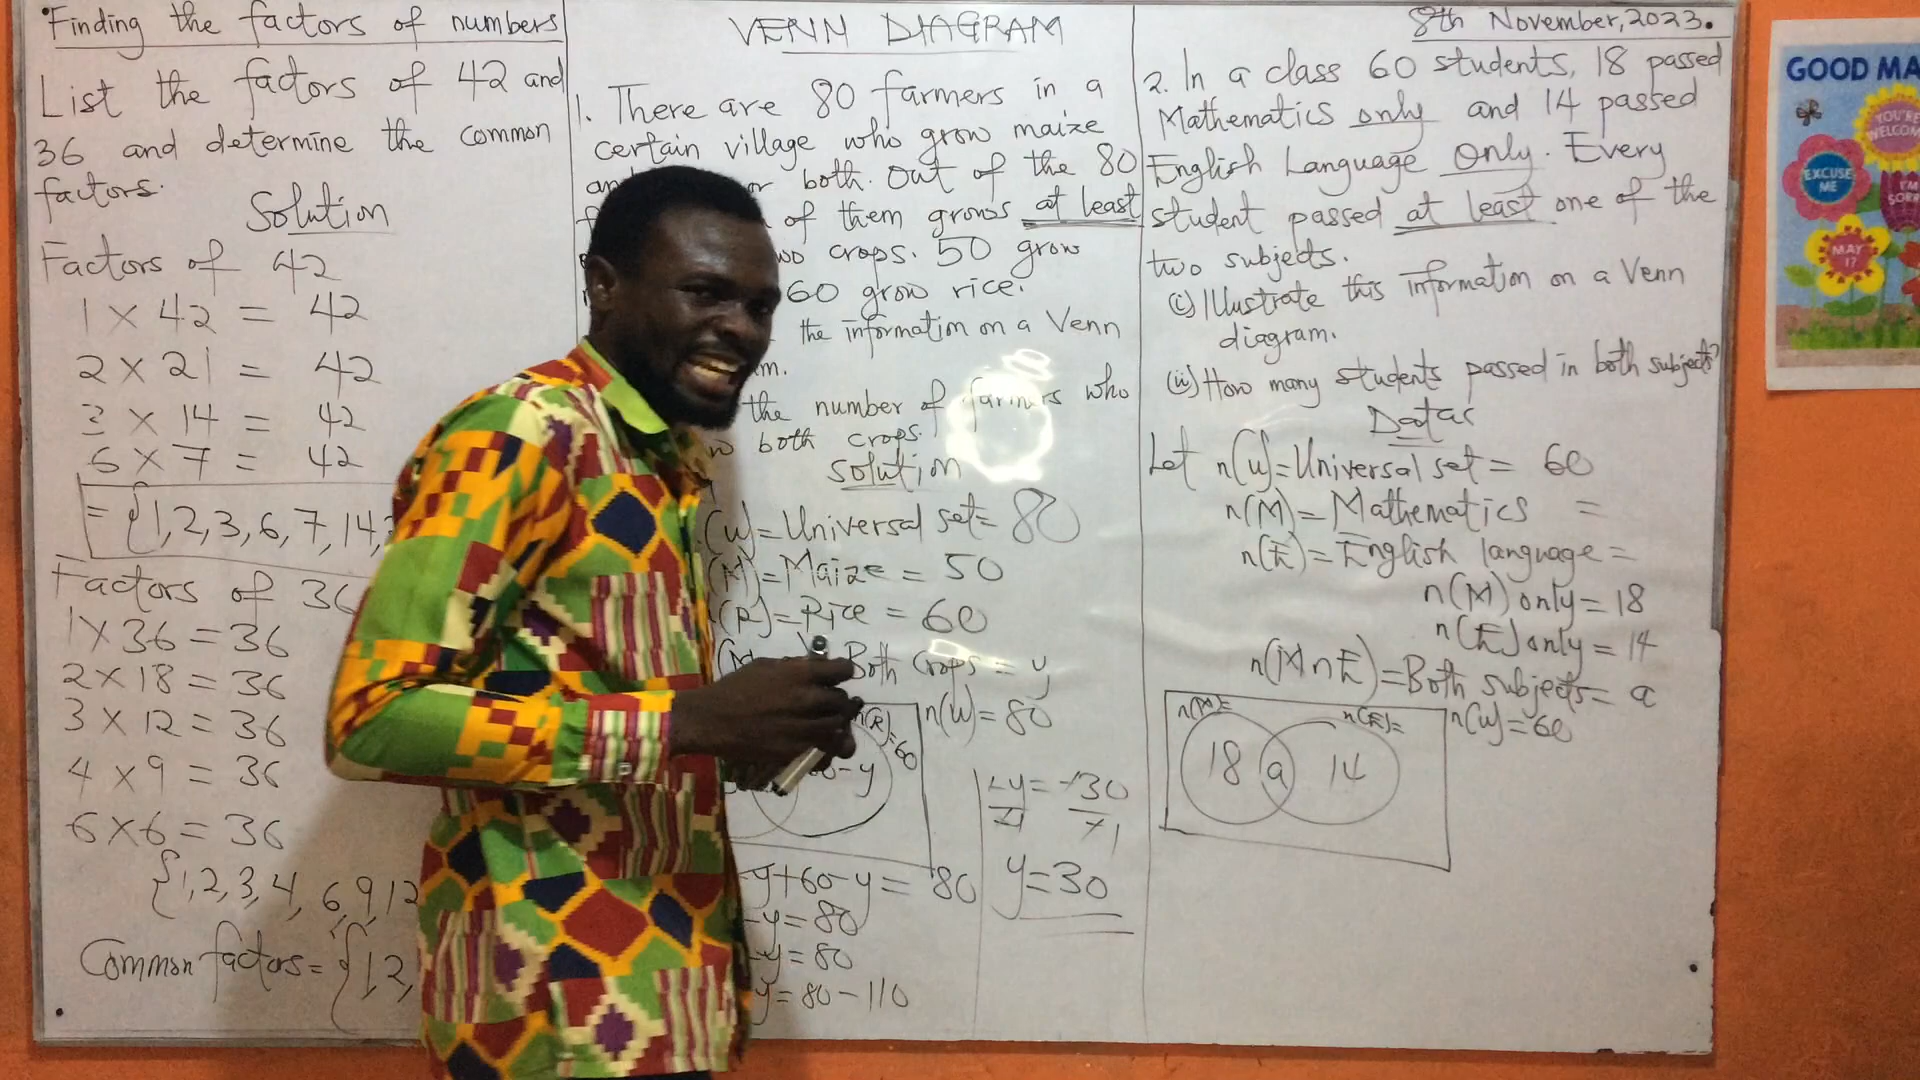 Finding the factors of numbers
List the factors of 42 and
36 and determine the common
factors.
Solution
Factors of 42
1 × 42 = 42
2 × 21 = 42
3 × 14 = 42
6 × 7 = 42
= {1,2,3,6,7,14,
Factors of 36
1 × 36 = 36
2 × 18 = 36
3 × 12 = 36
4 × 9 = 36
6 × 6 = 36
{1,2,3,4, 6,9,12
Common factors = {1,2,
VENN DIAGRAM
1. There are 80 farmers in a
certain village who grow maize
or both. Out of the 80
of them grows at least
crops. 50 grow
60 grow rice.
the information on a Venn
the number of farmers who
both crops.
Solution
(U) = Universal set = 80
(M) = Maize = 50
(R) = Rice = 60
Both Crops = y
n(R) = 60
n(U) = 80
-y
-y+60-y = 80
-y = 80
-y = 80
y = 80 - 110
-y = -30
-1 -1
y = 30
8th November, 2023.
2. In a class 60 students, 18 passed
Mathematics only and 14 passed
English Language Only. Every
student passed at least one of the
two subjects.
(i) Illustrate this information on a Venn
diagram.
(ii) How many students passed in both subjects?
Datas
Let n(U) = Universal set = 60
n(M) = Mathematics =
n(E) = English language =
n(M) only = 18
n(E) only = 14
n(M∩E) = Both subjects = a
n(M)= n(E)= n(U) = 60
18 a 14
GOOD MA
YOU'RE
WELCOM
EXCUSE
ME
I'M
SORR
MAY
I?